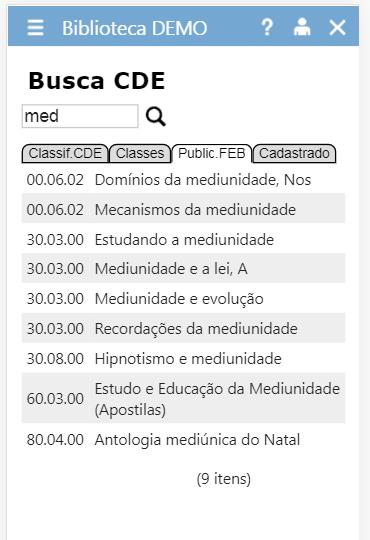 Biblioteca DEMO ?
Busca CDE
med
Classif.CDE Classes Public.FEB Cadastrado
00.06.02 Domínios da mediunidade, Nos
00.06.02 Mecanismos da mediunidade
30.03.00 Estudando a mediunidade
30.03.00 Mediunidade e a lei, A
30.03.00 Mediunidade e evolução
30.03.00 Recordações da mediunidade
30.08.00 Hipnotismo e mediunidade
60.03.00 Estudo e Educação da Mediunidade
(Apostilas)
80.04.00 Antologia mediúnica do Natal
(9 itens)